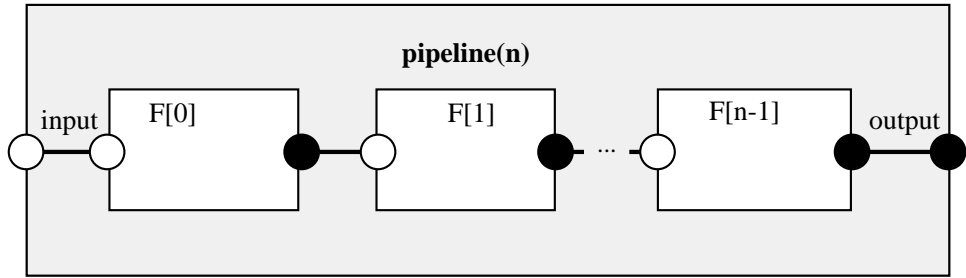 pipeline(n)
input
F[0]
F[1]
...
F[n-1]
output